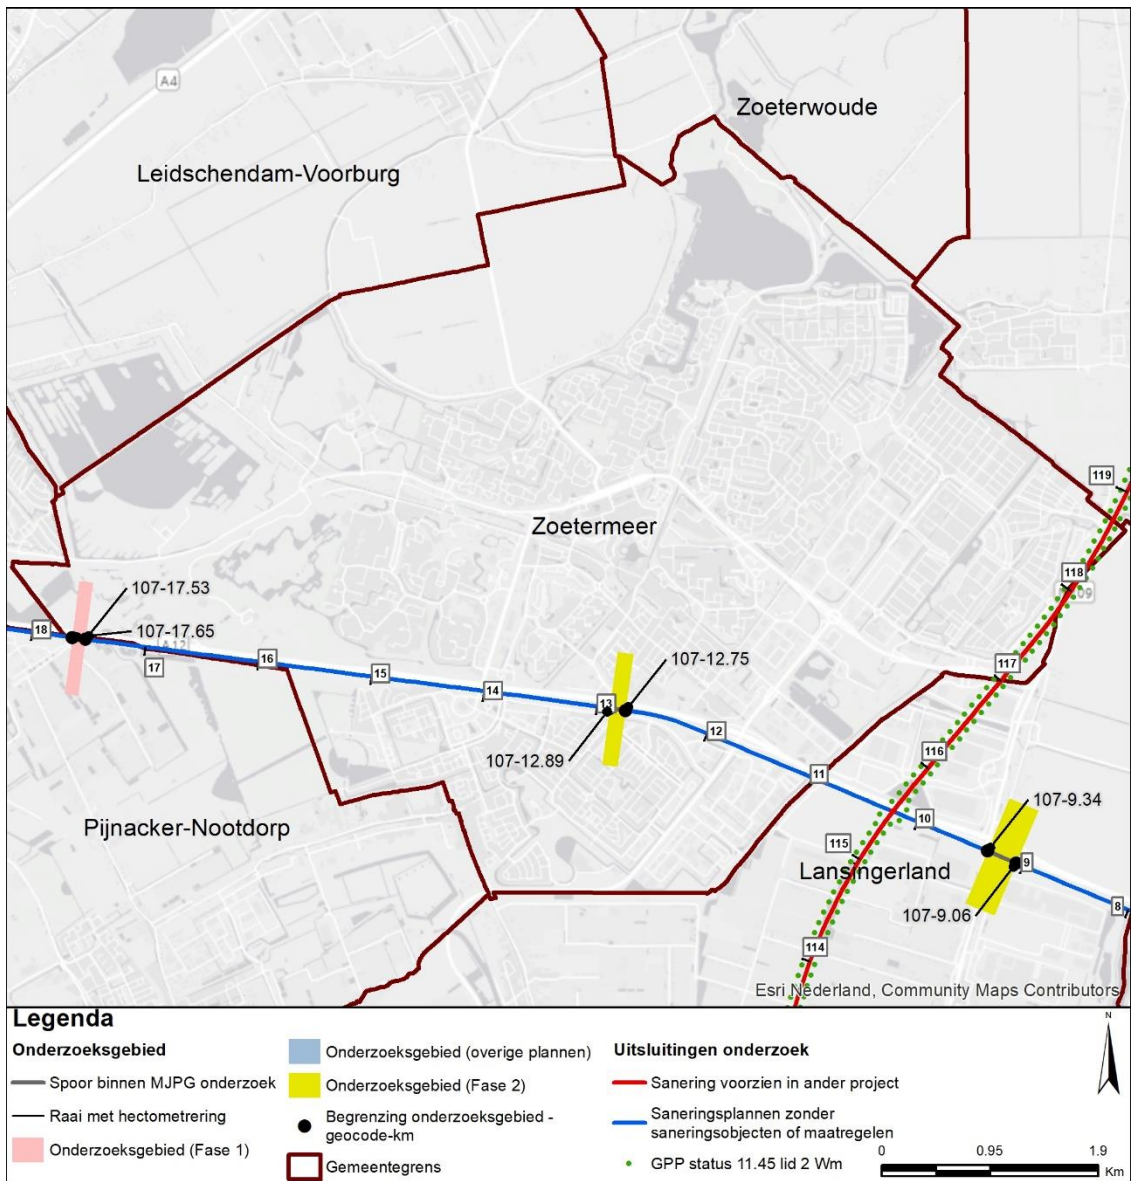 A4
Zoeterwoude
Leidschendam-Voorburg
119
Zoetermeer
118
107-17.53
107-17.65
18
17
16
117
15
107-12.75
14
13
12
116
107-12.89
11
107-9.34
10
Pijnacker-Nootdorp
115
9
Lansingerland
8
107-9.06
114
Esri Nederland, Community Maps Contributors
Legenda
Onderzoeksgebied
Spoor binnen MJPG onderzoek
Raai met hectometrering
Onderzoeksgebied (Fase 1)
Onderzoeksgebied (overige plannen)
Onderzoeksgebied (Fase 2)
Begrenzing onderzoeksgebied -
geocode-km
Gemeentegrens
Uitsluitingen onderzoek
Sanering voorzien in ander project
Saneringsplannen zonder
saneringsobjecten of maatregelen
GPP status 11.45 lid 2 Wm
N
0 0.95 1.9
Km